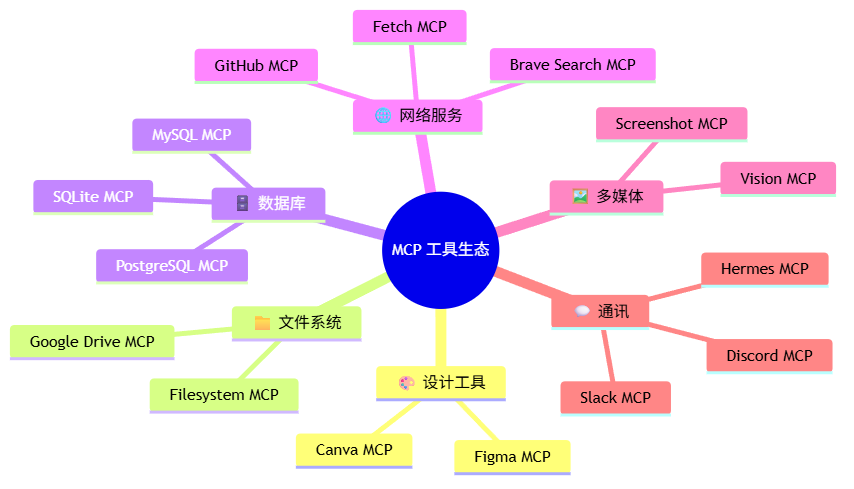 Fetch MCP
GitHub MCP
Brave Search MCP
🌐 网络服务
MySQL MCP
SQLite MCP
🗄️ 数据库
PostgreSQL MCP
Screenshot MCP
🖼️ 多媒体
Vision MCP
MCP 工具生态
Hermes MCP
💬 通讯
Discord MCP
Slack MCP
📁 文件系统
Google Drive MCP
Filesystem MCP
🎨 设计工具
Canva MCP
Figma MCP